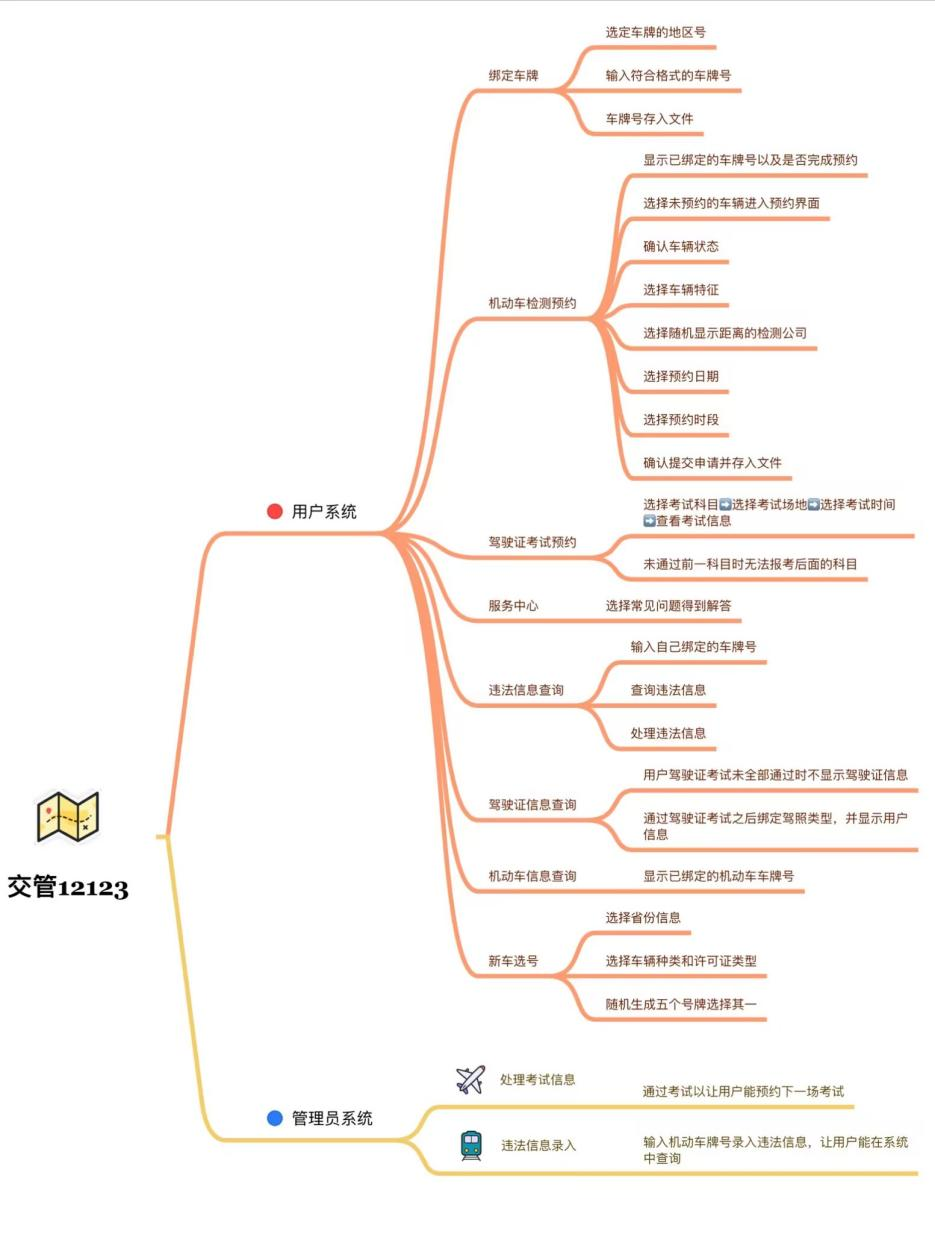 选定车牌的地区号
绑定车牌
输入符合格式的车牌号
车牌号存入文件
显示已绑定的车牌号以及是否完成预约
选择未预约的车辆进入预约界面
确认车辆状态
选择车辆特征
机动车检测预约
选择随机显示距离的检测公司
选择预约日期
选择预约时段
确认提交申请并存入文件
用户系统
选择考试科目➡选择考试场地➡选择考试时间
➡查看考试信息
驾驶证考试预约
未通过前一科目时无法报考后面的科目
服务中心
选择常见问题得到解答
输入自己绑定的车牌号
违法信息查询
查询违法信息
处理违法信息
用户驾驶证考试未全部通过时不显示驾驶证信息
驾驶证信息查询
通过驾驶证考试之后绑定驾照类型，并显示用户
信息
交管12123
机动车信息查询
显示已绑定的机动车车牌号
选择省份信息
新车选号
选择车辆种类和许可证类型
随机生成五个号牌选择其一
处理考试信息
通过考试以让用户能预约下一场考试
管理员系统
违法信息录入
输入机动车牌号录入违法信息，让用户能在系统
中查询